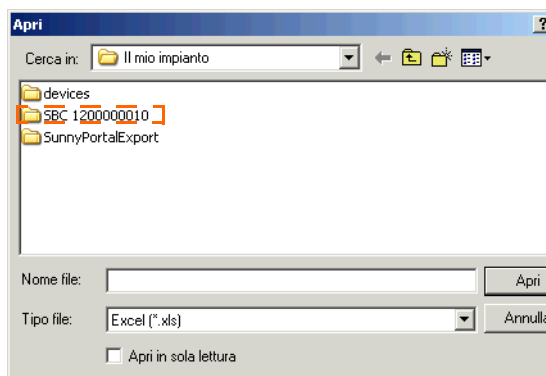 Apri
?
Cerca in: Il mio impianto
devices
SBC 1200000010
SunnyPortalExport
Nome file:
Apri
Tipo file: Excel (*.xls)
Annulla
Apri in sola lettura